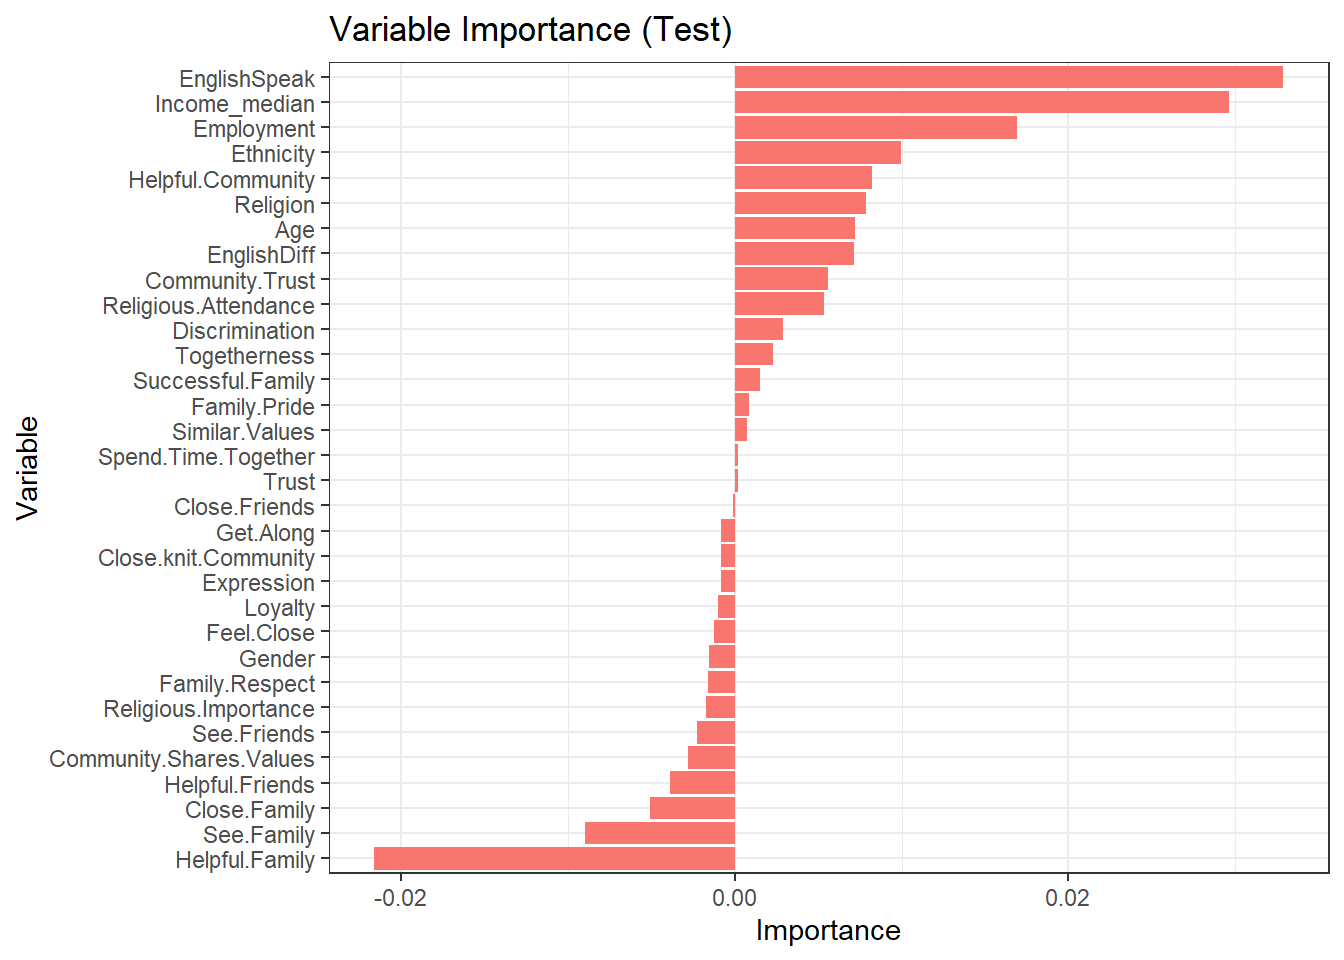 Variable Importance (Test)
EnglishSpeak
Income_median
Employment
Ethnicity
Helpful.Community
Religion
Age
EnglishDiff
Community.Trust
Religious.Attendance
Discrimination
Togetherness
Successful.Family
Family.Pride
Similar.Values
Spend.Time.Together
Trust
Close.Friends
Get.Along
Close.knit.Community
Expression
Loyalty
Feel.Close
Gender
Family.Respect
Religious.Importance
See.Friends
Community.Shares.Values
Helpful.Friends
Close.Family
See.Family
Helpful.Family
Variable
-0.02 0.00 0.02
Importance